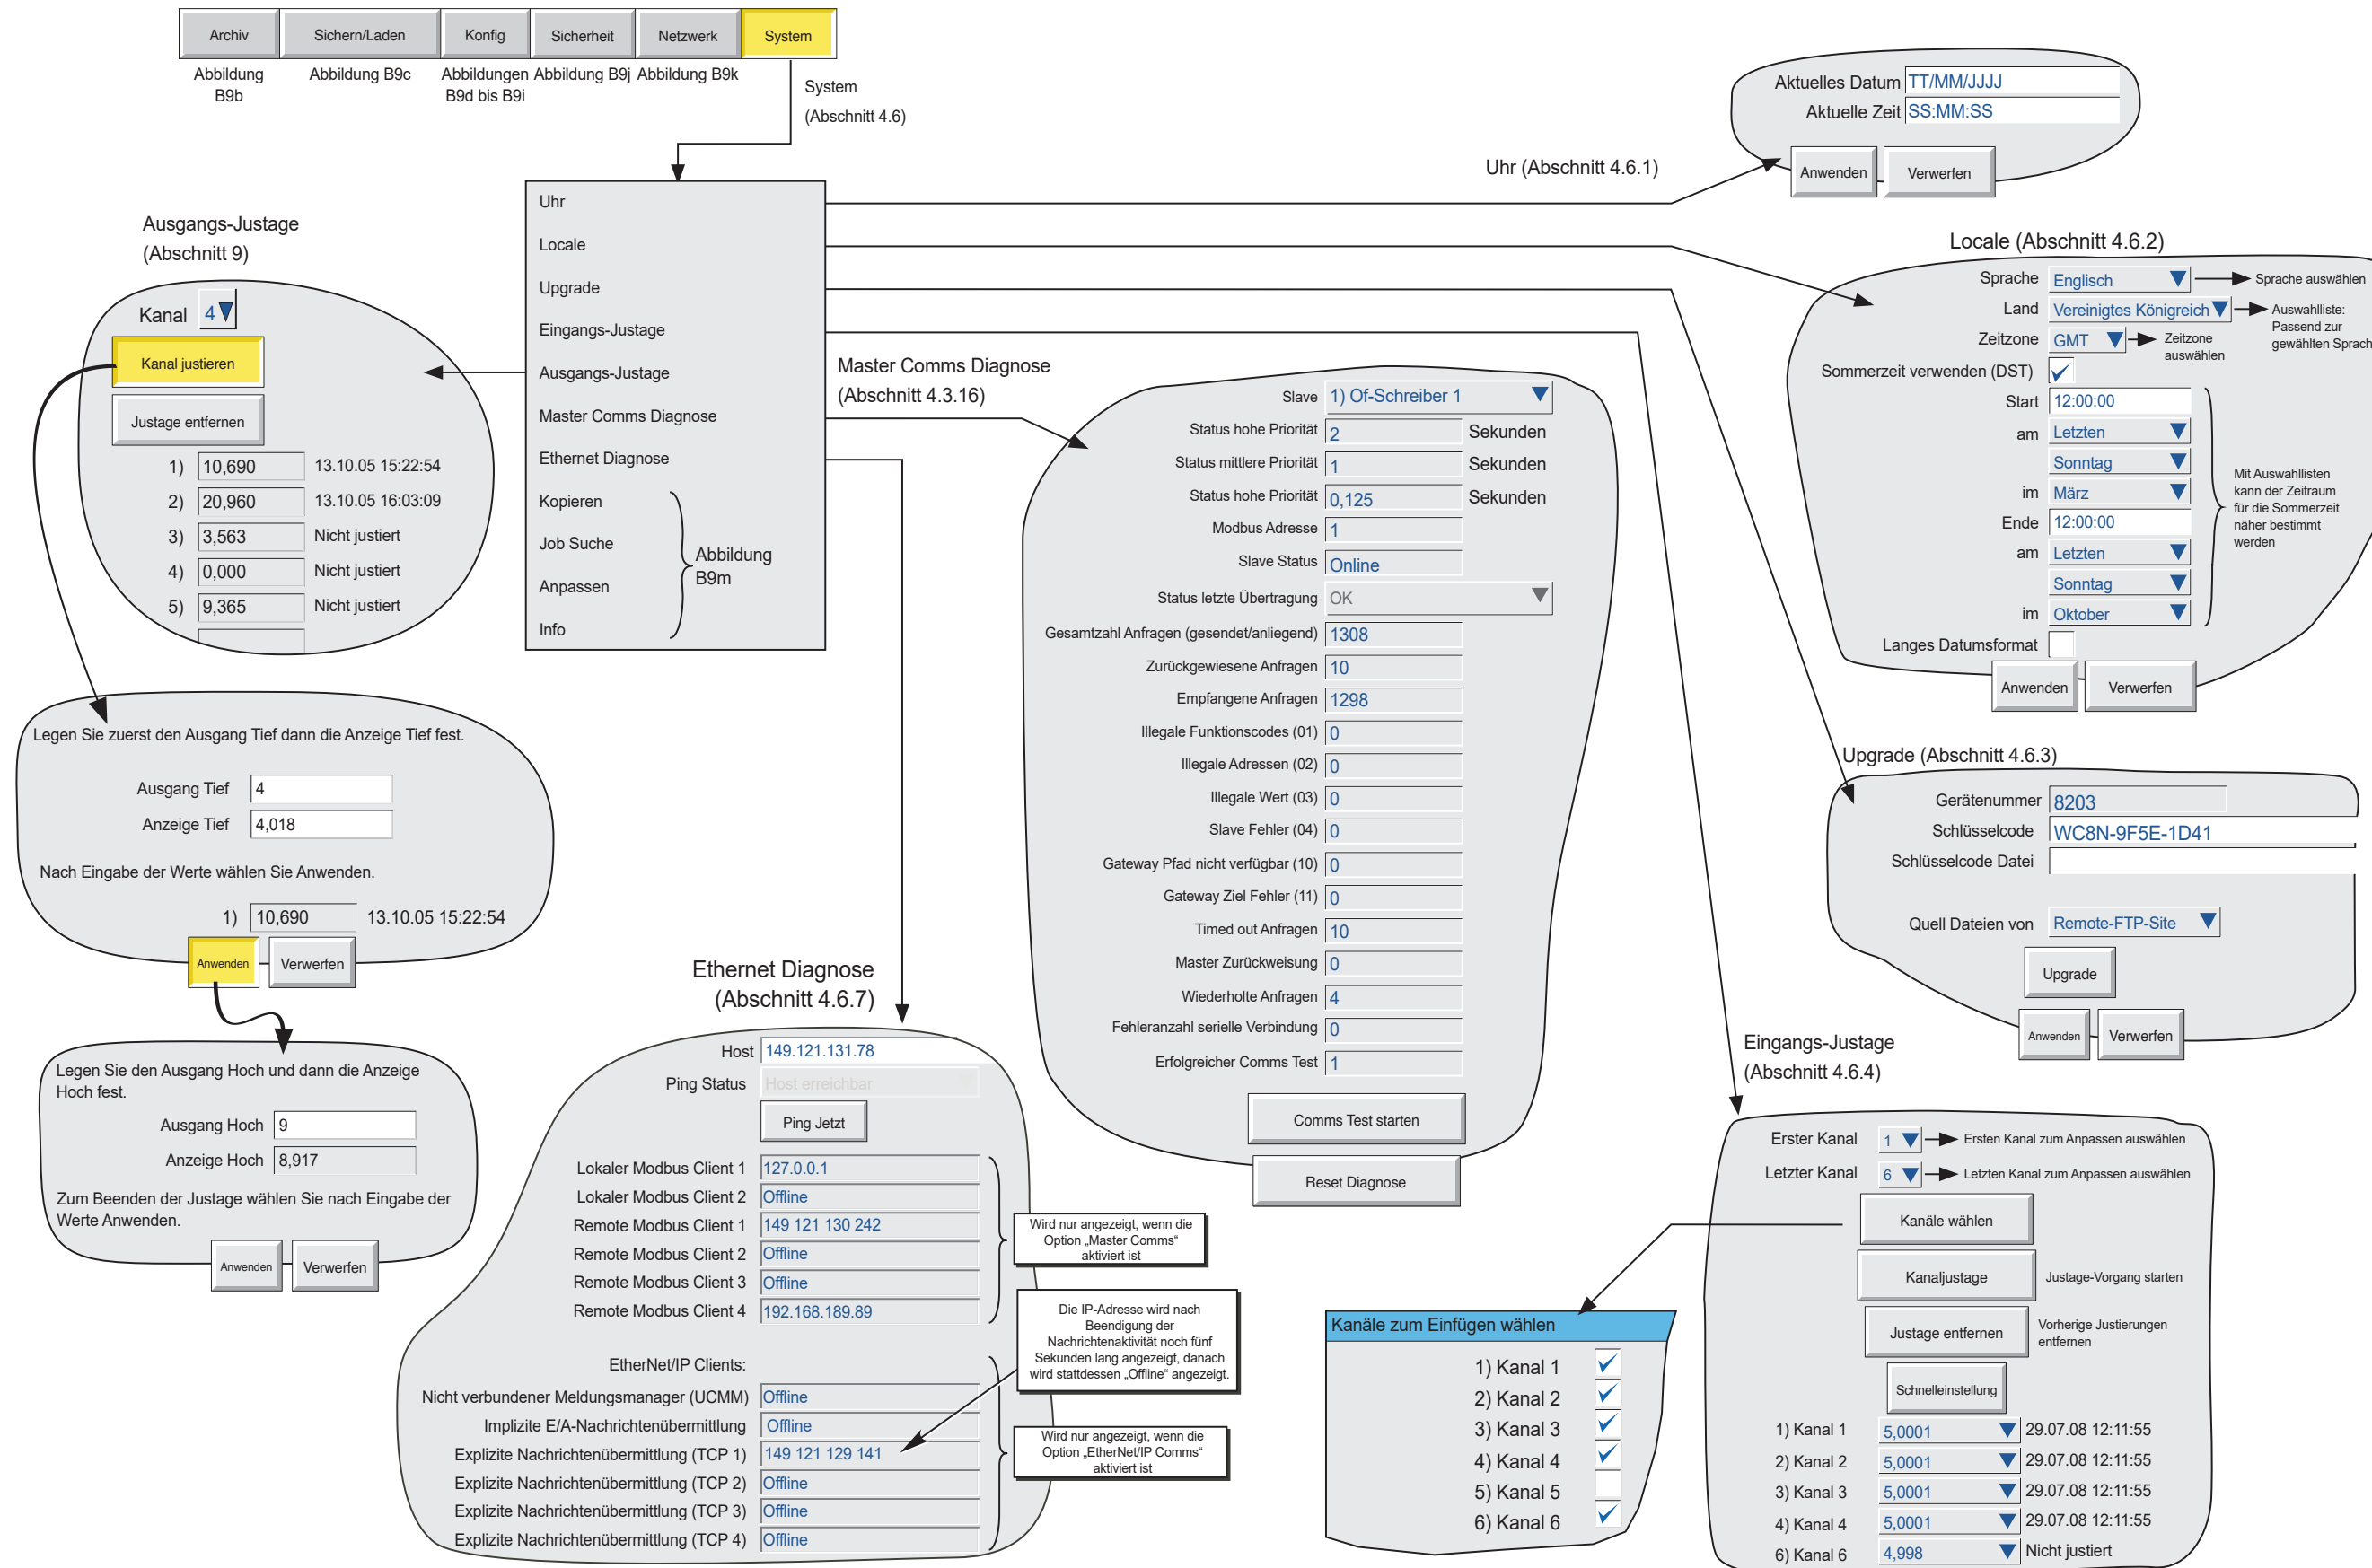 Archiv
Sichern/Laden
Konfig
Sicherheit
Netzwerk
System
Abbildung
B9b
Abbildung B9c
Abbildungen
B9d bis B9i
Abbildung B9j
Abbildung B9k
System
(Abschnitt 4.6)
Uhr
Locale
Upgrade
Eingangs-Justage
Ausgangs-Justage
Master Comms Diagnose
Ethernet Diagnose
Kopieren
Job Suche
Anpassen
Info
Abbildung
B9m
Uhr (Abschnitt 4.6.1)
Aktuelles Datum TT/MM/JJJJ
Aktuelle Zeit SS:MM:SS
Anwenden
Verwerfen
Locale (Abschnitt 4.6.2)
Sprache Englisch Sprache auswählen
Land Vereinigtes Königreich Auswahlliste:
Passend zur
gewählten Sprach
Zeitzone GMT Zeitzone
auswählen
Sommerzeit verwenden (DST)
Start 12:00:00
am Letzten
Sonntag
im März
Ende 12:00:00
am Letzten
Sonntag
im Oktober
Mit Auswahllisten
kann der Zeitraum
für die Sommerzeit
näher bestimmt
werden
Langes Datumsformat
Anwenden
Verwerfen
Upgrade (Abschnitt 4.6.3)
Gerätenummer 8203
Schlüsselcode WC8N-9F5E-1D41
Schlüsselcode Datei
Quell Dateien von Remote-FTP-Site
Upgrade
Anwenden
Verwerfen
Eingangs-Justage
(Abschnitt 4.6.4)
Erster Kanal 1 Ersten Kanal zum Anpassen auswählen
Letzter Kanal 6 Letzten Kanal zum Anpassen auswählen
Kanäle wählen
Kanaljustage Justage-Vorgang starten
Justage entfernen Vorherige Justierungen
entfernen
Schnelleinstellung
1) Kanal 1 5,0001 29.07.08 12:11:55
2) Kanal 2 5,0001 29.07.08 12:11:55
3) Kanal 3 5,0001 29.07.08 12:11:55
4) Kanal 4 5,0001 29.07.08 12:11:55
6) Kanal 6 4,998 Nicht justiert
Kanäle zum Einfügen wählen
1) Kanal 1
2) Kanal 2
3) Kanal 3
4) Kanal 4
5) Kanal 5
6) Kanal 6
Ausgangs-Justage
(Abschnitt 9)
Kanal 4
Kanal justieren
Justage entfernen
1) 10,690 13.10.05 15:22:54
2) 20,960 13.10.05 16:03:09
3) 3,563 Nicht justiert
4) 0,000 Nicht justiert
5) 9,365 Nicht justiert
Legen Sie zuerst den Ausgang Tief dann die Anzeige Tief fest.
Ausgang Tief 4
Anzeige Tief 4,018
Nach Eingabe der Werte wählen Sie Anwenden.
1) 10,690 13.10.05 15:22:54
Anwenden
Verwerfen
Legen Sie den Ausgang Hoch und dann die Anzeige
Hoch fest.
Ausgang Hoch 9
Anzeige Hoch 8,917
Zum Beenden der Justage wählen Sie nach Eingabe der
Werte Anwenden.
Anwenden
Verwerfen
Master Comms Diagnose
(Abschnitt 4.3.16)
Slave 1) Of-Schreiber 1
Status hohe Priorität 2 Sekunden
Status mittlere Priorität 1 Sekunden
Status hohe Priorität 0,125 Sekunden
Modbus Adresse 1
Slave Status Online
Status letzte Übertragung OK
Gesamtzahl Anfragen (gesendet/anliegend) 1308
Zurückgewiesene Anfragen 10
Empfangene Anfragen 1298
Illegale Funktionscodes (01) 0
Illegale Adressen (02) 0
Illegale Wert (03) 0
Slave Fehler (04) 0
Gateway Pfad nicht verfügbar (10) 0
Gateway Ziel Fehler (11) 0
Timed out Anfragen 10
Master Zurückweisung 0
Wiederholte Anfragen 4
Fehleranzahl serielle Verbindung 0
Erfolgreicher Comms Test 1
Comms Test starten
Reset Diagnose
Ethernet Diagnose
(Abschnitt 4.6.7)
Host 149.121.131.78
Ping Status Host erreichbar
Ping Jetzt
Lokaler Modbus Client 1 127.0.0.1
Lokaler Modbus Client 2 Offline
Remote Modbus Client 1 149 121 130 242
Remote Modbus Client 2 Offline
Remote Modbus Client 3 Offline
Remote Modbus Client 4 192.168.189.89
Wird nur angezeigt, wenn die
Option „Master Comms“
aktiviert ist
Die IP-Adresse wird nach
Beendigung der
Nachrichtenaktivität noch fünf
Sekunden lang angezeigt, danach
wird stattdessen „Offline“ angezeigt.
EtherNet/IP Clients:
Nicht verbundener Meldungsmanager (UCMM) Offline
Implizite E/A-Nachrichtenübermittlung Offline
Explizite Nachrichtenübermittlung (TCP 1) 149 121 129 141
Explizite Nachrichtenübermittlung (TCP 2) Offline
Explizite Nachrichtenübermittlung (TCP 3) Offline
Explizite Nachrichtenübermittlung (TCP 4) Offline
Wird nur angezeigt, wenn die
Option „EtherNet/IP Comms“
aktiviert ist